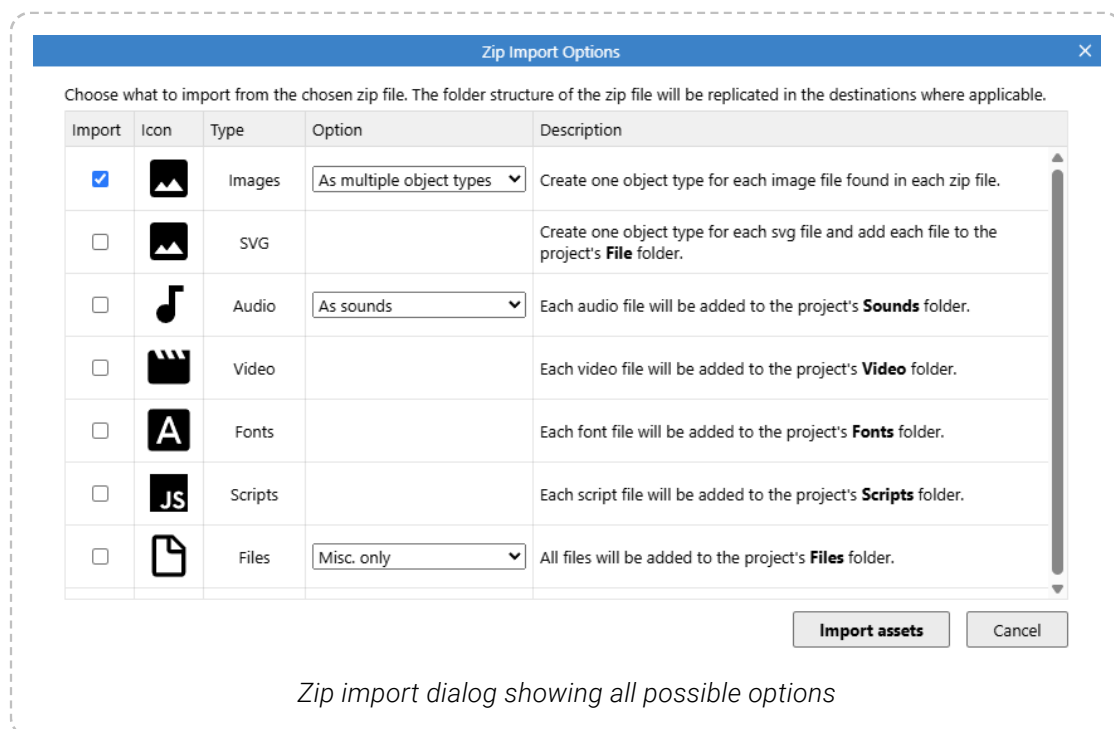 Zip Import Options
Choose what to import from the chosen zip file. The folder structure of the zip file will be replicated in the destinations where applicable.
Import Icon Type Option Description
Images As multiple object types Create one object type for each image file found in each zip file.
SVG Create one object type for each svg file and add each file to the
project's File folder.
Audio As sounds Each audio file will be added to the project's Sounds folder.
Video Each video file will be added to the project's Video folder.
A Fonts Each font file will be added to the project's Fonts folder.
JS Scripts Each script file will be added to the project's Scripts folder.
Files Misc. only All files will be added to the project's Files folder.
Import assets Cancel
Zip import dialog showing all possible options